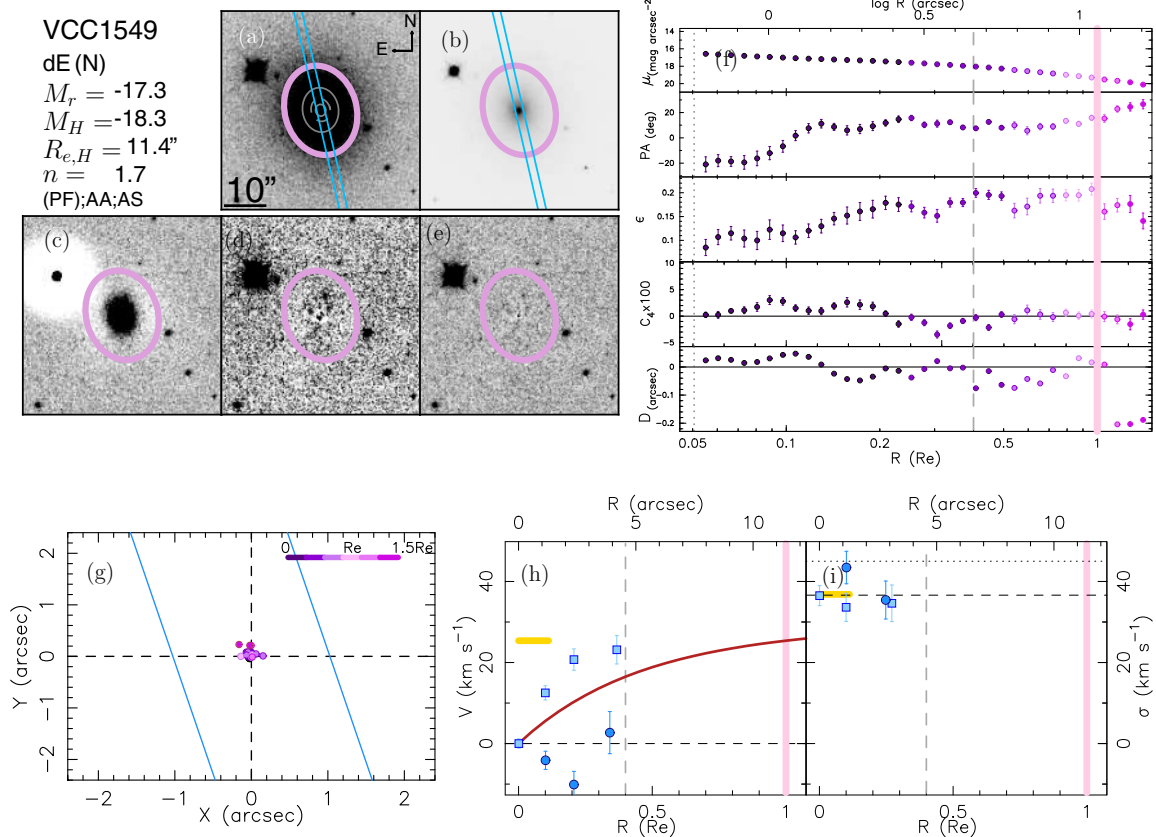 VCC1549
dE (N)
M_r = -17.3
M_H = -18.3
R_{e,H} = 11.4"
n = 1.7
(PF);AA;AS
(a)
N
E
10"
(b)
(c)
(d)
(e)
log R (arcsec)
0 0.5 1
(f)
μ(mag arcsec⁻²)
14
16
18
20
PA (deg)
20
0
−20
ε
0.2
0.15
0.1
C₄×100
10
5
0
−5
D (arcsec)
0
−0.1
−0.2
0.05 0.1 0.2 0.5 1
R (Re)
(g)
0 Re 1.5Re
Y (arcsec)
2
1
0
−1
−2
−2 −1 0 1 2
X (arcsec)
R (arcsec)
0 5 10
(h)
V (km s⁻¹)
40
20
0
0 0.5 1
R (Re)
R (arcsec)
0 5 10
(i)
σ (km s⁻¹)
40
20
0
0 0.5 1
R (Re)